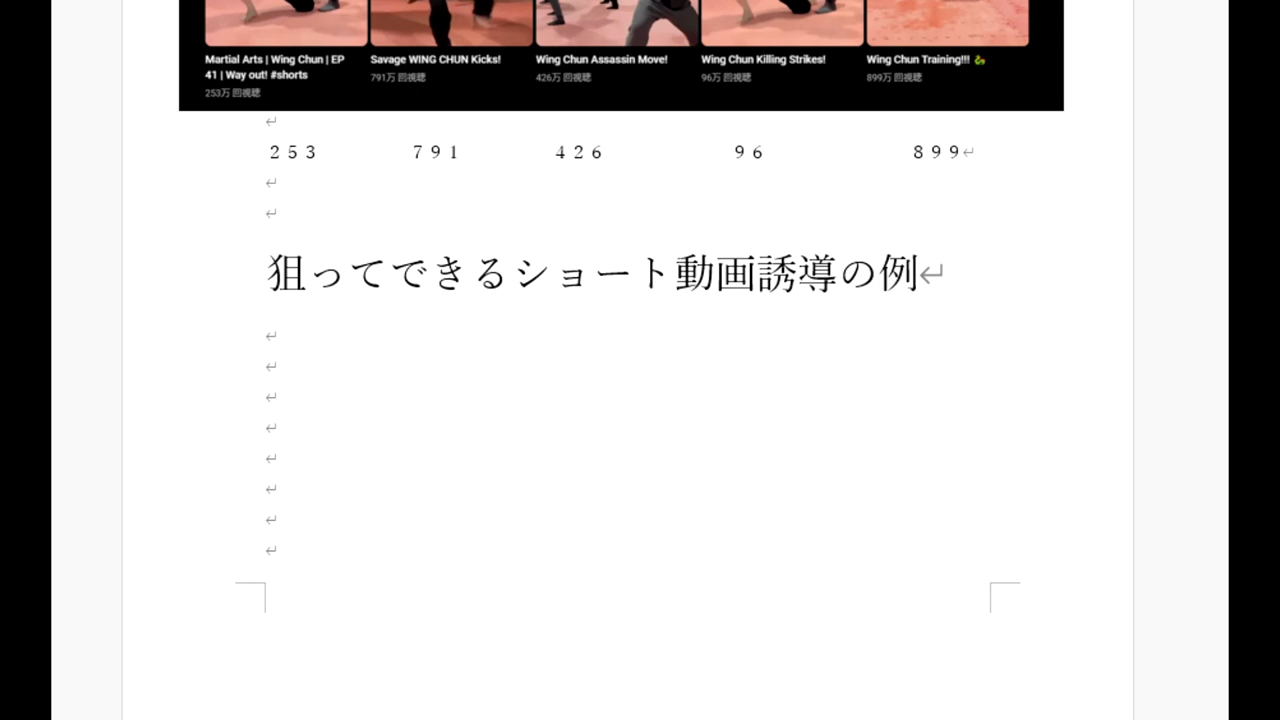 Martial Arts | Wing Chun | EP
41 | Way out! #shorts
253万 回視聴
Savage WING CHUN Kicks!
791万 回視聴
Wing Chun Assassin Move!
426万 回視聴
Wing Chun Killing Strikes!
96万 回視聴
Wing Chun Training!!! 🐍
899万 回視聴
２５３ ７９１ ４２６ ９６ ８９９
狙ってできるショート動画誘導の例